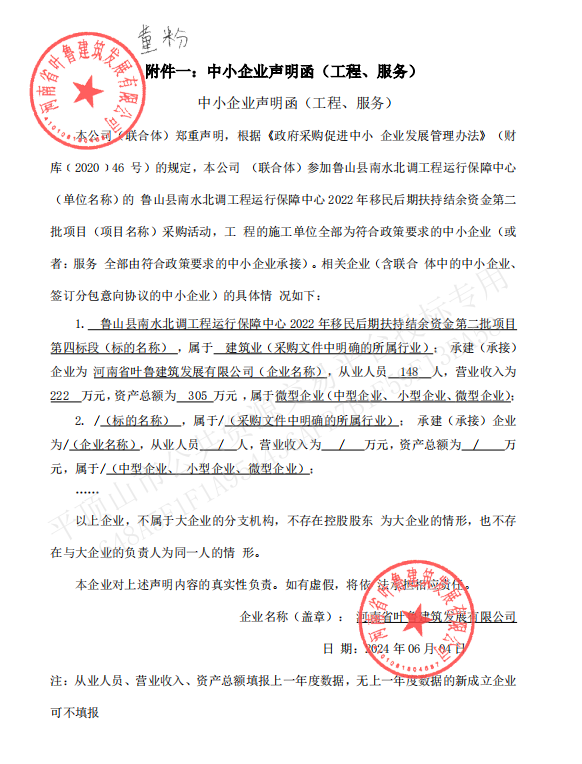 童粉
附件一：中小企业声明函（工程、服务）
中小企业声明函（工程、服务）
本公司（联合体）郑重声明，根据《政府采购促进中小 企业发展管理办法》（财
库﹝2020﹞46 号）的规定，本公司 （联合体）参加鲁山县南水北调工程运行保障中心
（单位名称）的 鲁山县南水北调工程运行保障中心 2022 年移民后期扶持结余资金第二
批项目（项目名称）采购活动，工 程的施工单位全部为符合政策要求的中小企业（或
者：服务 全部由符合政策要求的中小企业承接）。相关企业（含联合 体中的中小企业、
签订分包意向协议的中小企业）的具体情 况如下：
1. 鲁山县南水北调工程运行保障中心 2022 年移民后期扶持结余资金第二批项目
第四标段（标的名称） ，属于 建筑业（采购文件中明确的所属行业）； 承建（承接）
企业为 河南省叶鲁建筑发展有限公司（企业名称），从业人员 148 人，营业收入为
222 万元，资产总额为 305 万元 ，属于微型企业（中型企业、 小型企业、微型企业）；
2. /（标的名称） ，属于/（采购文件中明确的所属行业）； 承建（承接）企业
为/（企业名称），从业人员 / 人，营业收入为 / 万元，资产总额为 / 万
元，属于/（中型企业、 小型企业、微型企业）；
……
以上企业，不属于大企业的分支机构，不存在控股股东 为大企业的情形，也不存
在与大企业的负责人为同一人的情 形。
本企业对上述声明内容的真实性负责。如有虚假，将依 法承担相应责任。
企业名称（盖章）： 河南省叶鲁建筑发展有限公司
日 期：2024 年 06 月 04 日
注：从业人员、营业收入、资产总额填报上一年度数据，无上一年度数据的新成立企业
可不填报
河南省叶鲁建筑发展有限公司
河南省叶鲁建筑发展有限公司